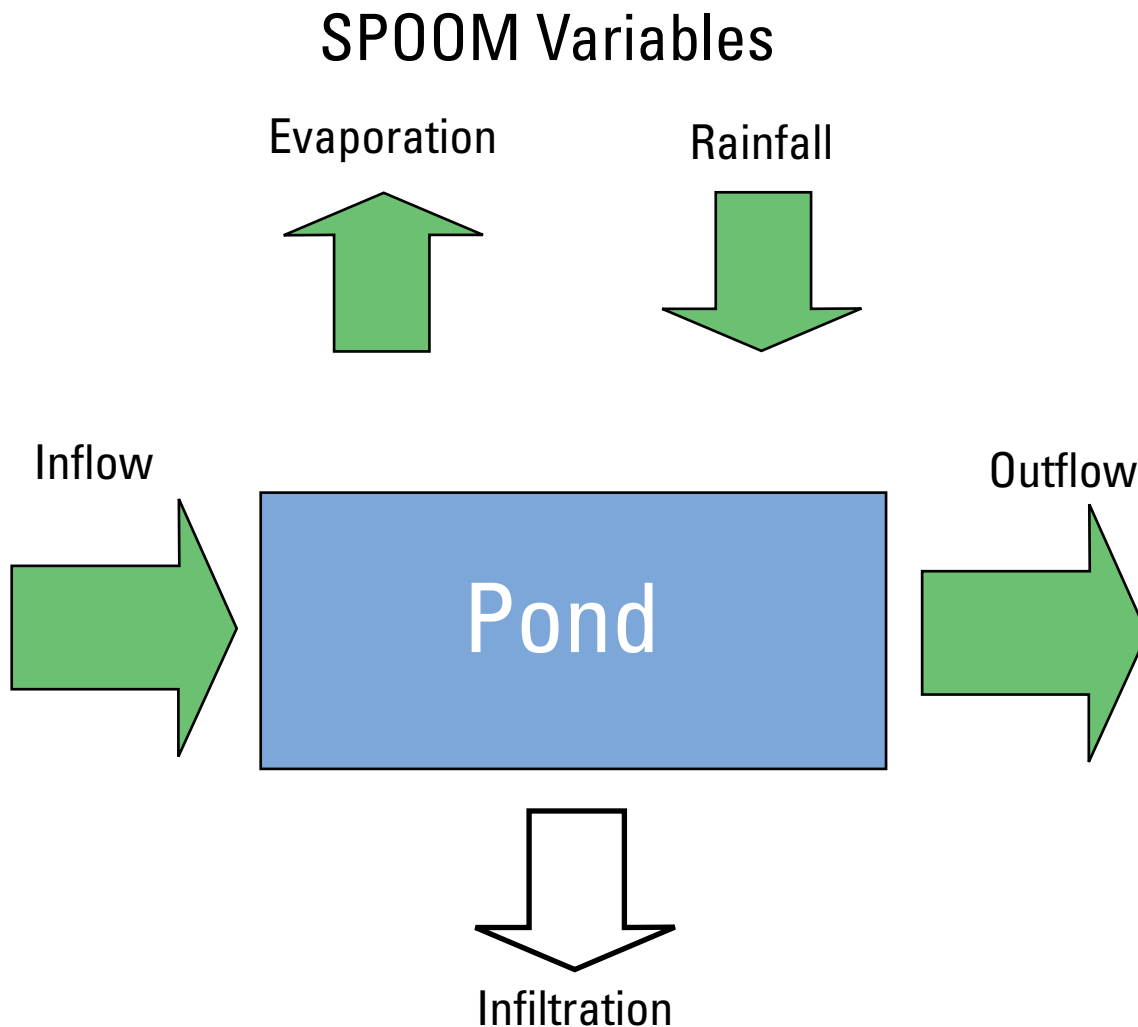 SPOOM Variables
Evaporation
Rainfall
Inflow
Outflow
Pond
Infiltration